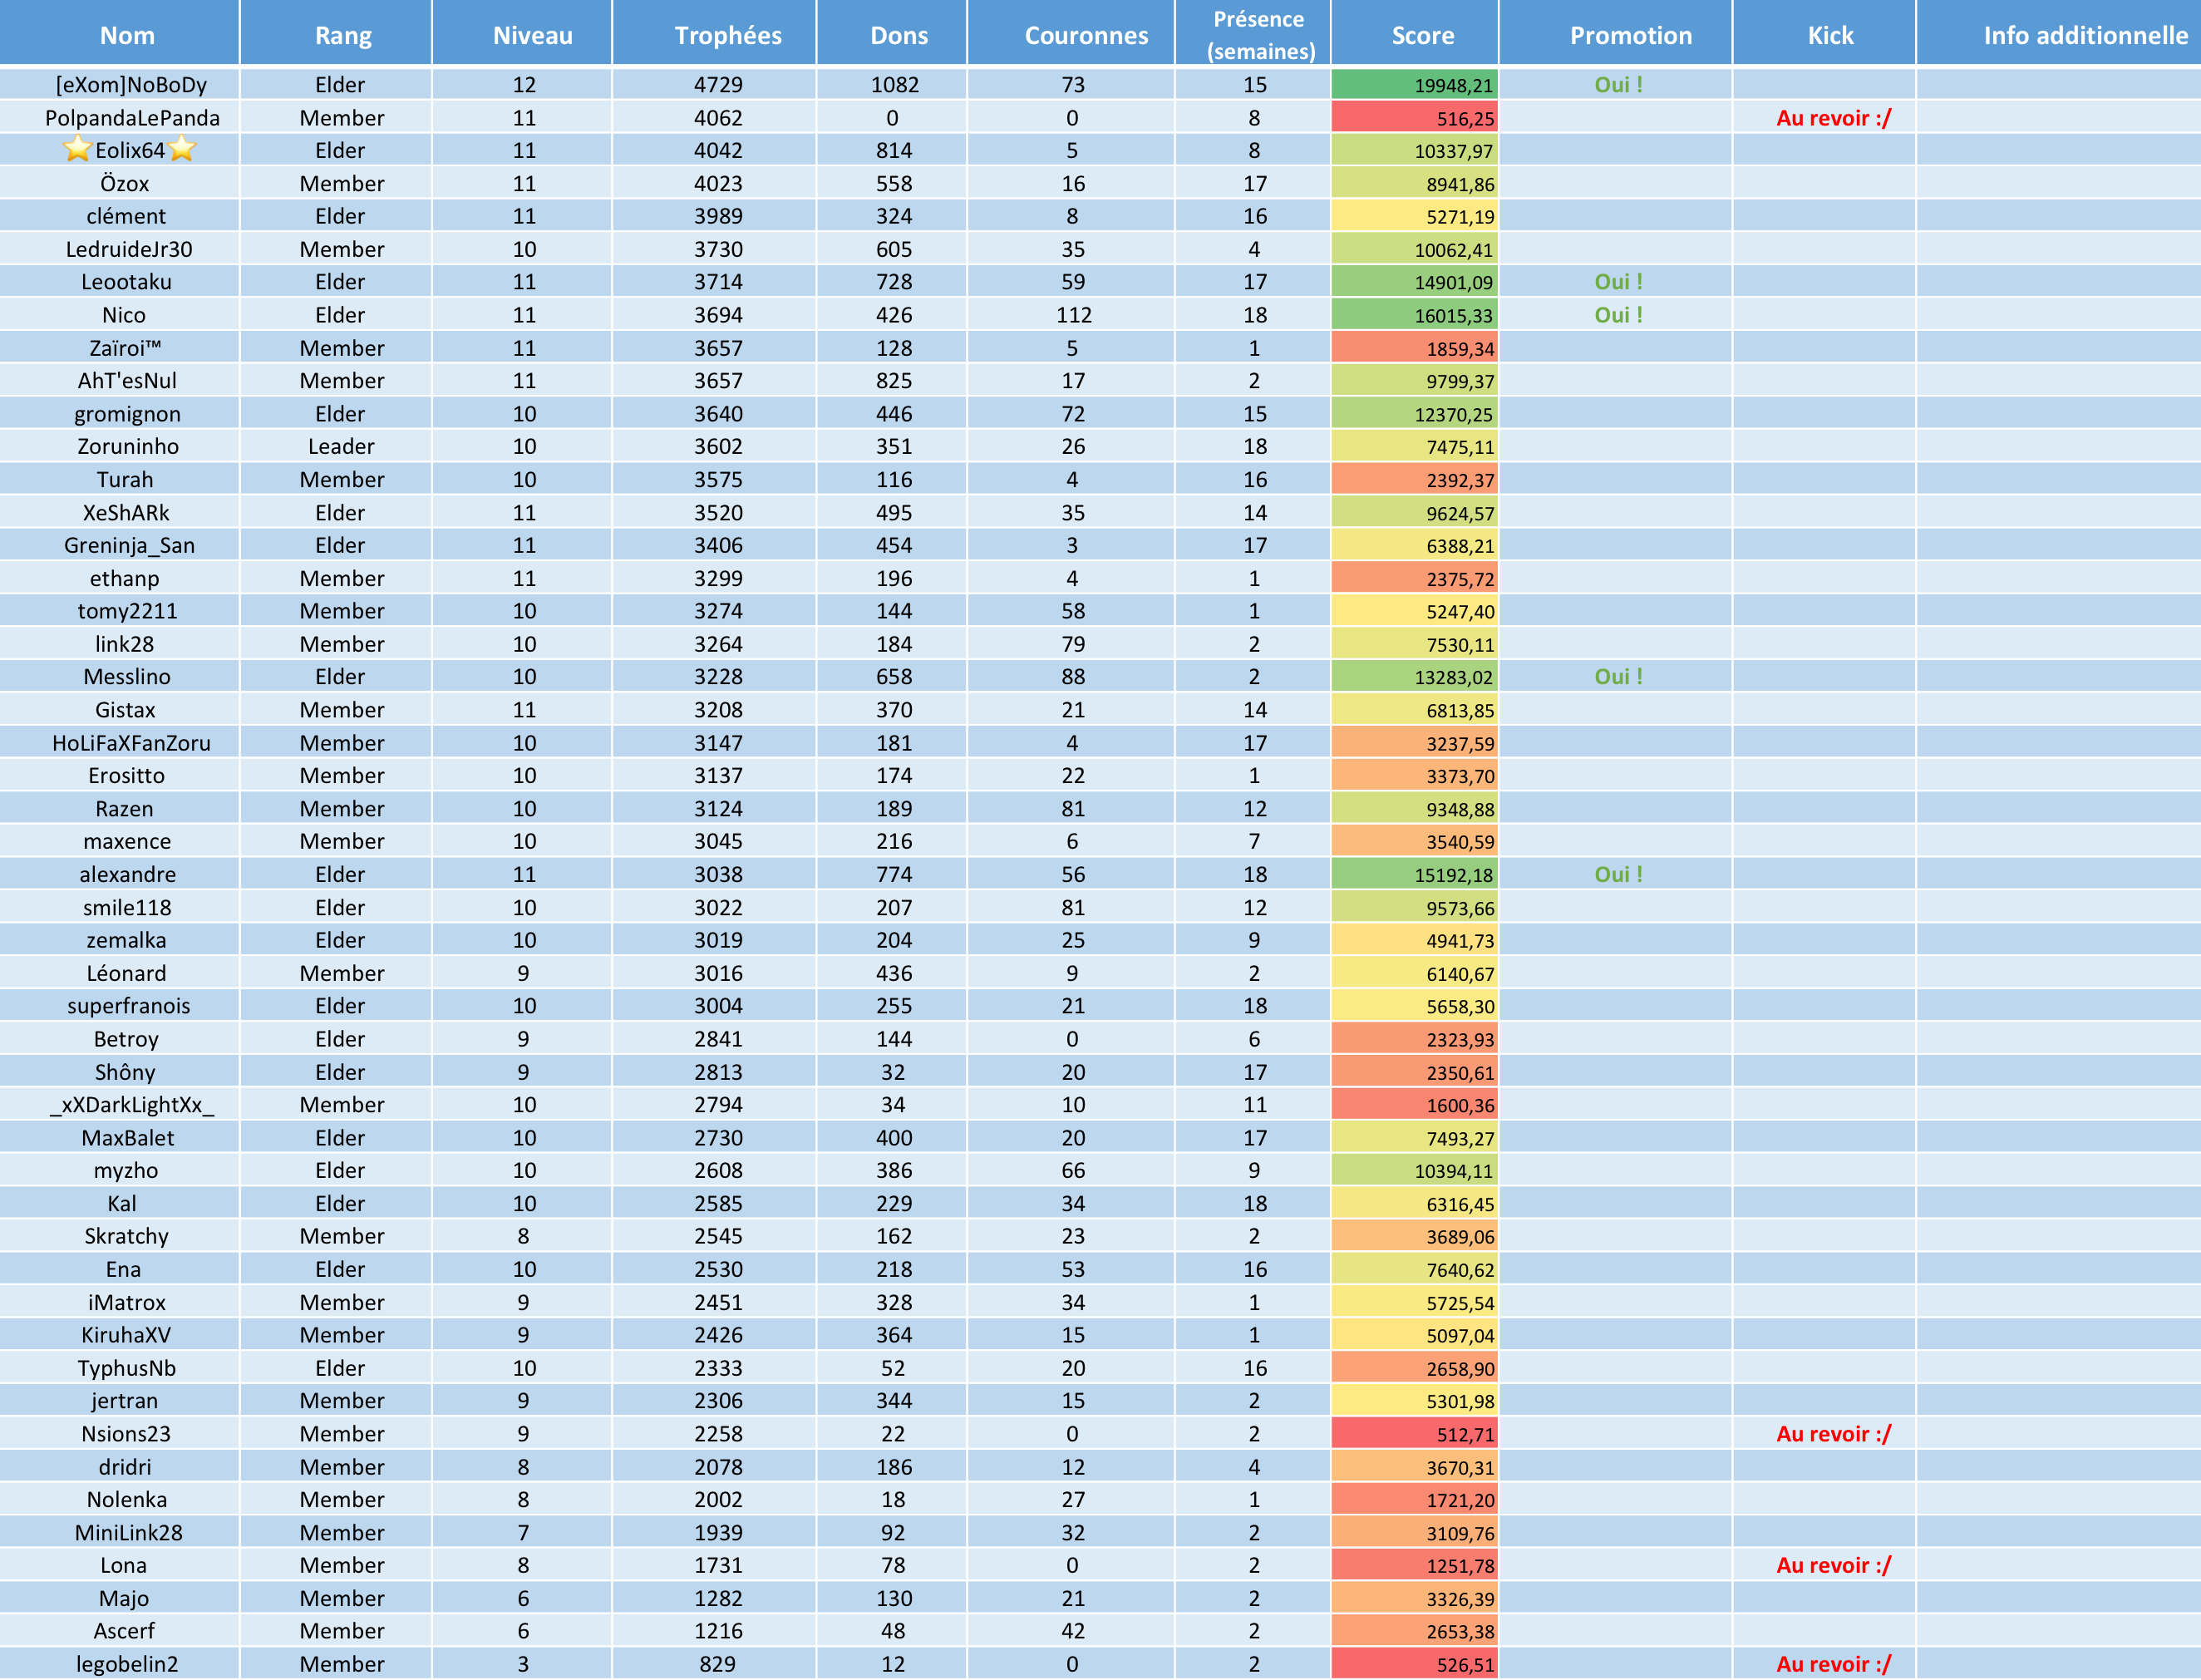 Nom Rang Niveau Trophées Dons Couronnes Présence (semaines) Score Promotion Kick Info additionnelle
[eXom]NoBoDy Elder 12 4729 1082 73 15 19948,21 Oui !
PolpandaLePanda Member 11 4062 0 0 8 516,25 Au revoir :/
⭐Eolix64⭐ Elder 11 4042 814 5 8 10337,97
Özox Member 11 4023 558 16 17 8941,86
clément Elder 11 3989 324 8 16 5271,19
LedruideJr30 Member 10 3730 605 35 4 10062,41
Leootaku Elder 11 3714 728 59 17 14901,09 Oui !
Nico Elder 11 3694 426 112 18 16015,33 Oui !
Zaïroi™ Member 11 3657 128 5 1 1859,34
AhT'esNul Member 11 3657 825 17 2 9799,37
gromignon Elder 10 3640 446 72 15 12370,25
Zoruninho Leader 10 3602 351 26 18 7475,11
Turah Member 10 3575 116 4 16 2392,37
XeShARk Elder 11 3520 495 35 14 9624,57
Greninja_San Elder 11 3406 454 3 17 6388,21
ethanp Member 11 3299 196 4 1 2375,72
tomy2211 Member 10 3274 144 58 1 5247,40
link28 Member 10 3264 184 79 2 7530,11
Messlino Elder 10 3228 658 88 2 13283,02 Oui !
Gistax Member 11 3208 370 21 14 6813,85
HoLiFaXFanZoru Member 10 3147 181 4 17 3237,59
Erositto Member 10 3137 174 22 1 3373,70
Razen Member 10 3124 189 81 12 9348,88
maxence Member 10 3045 216 6 7 3540,59
alexandre Elder 11 3038 774 56 18 15192,18 Oui !
smile118 Elder 10 3022 207 81 12 9573,66
zemalka Elder 10 3019 204 25 9 4941,73
Léonard Member 9 3016 436 9 2 6140,67
superfranois Elder 10 3004 255 21 18 5658,30
Betroy Elder 9 2841 144 0 6 2323,93
Shôny Elder 9 2813 32 20 17 2350,61
_xXDarkLightXx_ Member 10 2794 34 10 11 1600,36
MaxBalet Elder 10 2730 400 20 17 7493,27
myzho Elder 10 2608 386 66 9 10394,11
Kal Elder 10 2585 229 34 18 6316,45
Skratchy Member 8 2545 162 23 2 3689,06
Ena Elder 10 2530 218 53 16 7640,62
iMatrox Member 9 2451 328 34 1 5725,54
KiruhaXV Member 9 2426 364 15 1 5097,04
TyphusNb Elder 10 2333 52 20 16 2658,90
jertran Member 9 2306 344 15 2 5301,98
Nsions23 Member 9 2258 22 0 2 512,71 Au revoir :/
dridri Member 8 2078 186 12 4 3670,31
Nolenka Member 8 2002 18 27 1 1721,20
MiniLink28 Member 7 1939 92 32 2 3109,76
Lona Member 8 1731 78 0 2 1251,78 Au revoir :/
Majo Member 6 1282 130 21 2 3326,39
Ascerf Member 6 1216 48 42 2 2653,38
legobelin2 Member 3 829 12 0 2 526,51 Au revoir :/